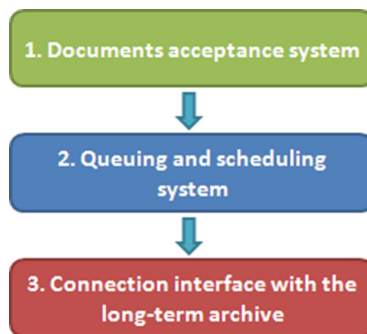 1. Documents acceptance system
2. Queuing and scheduling
system
3. Connection interface with the
long-term archive